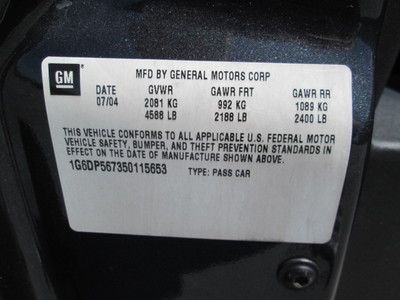 GM
MFD BY GENERAL MOTORS CORP
DATE GVWR GAWR FRT GAWR RR
07/04 2081 KG 992 KG 1089 KG
4588 LB 2188 LB 2400 LB
THIS VEHICLE CONFORMS TO ALL APPLICABLE U.S. FEDERAL MOTOR
VEHICLE SAFETY, BUMPER, AND THEFT PREVENTION STANDARDS IN
EFFECT ON THE DATE OF MANUFACTURE SHOWN ABOVE.
1G6DP567350115653 TYPE: PASS CAR